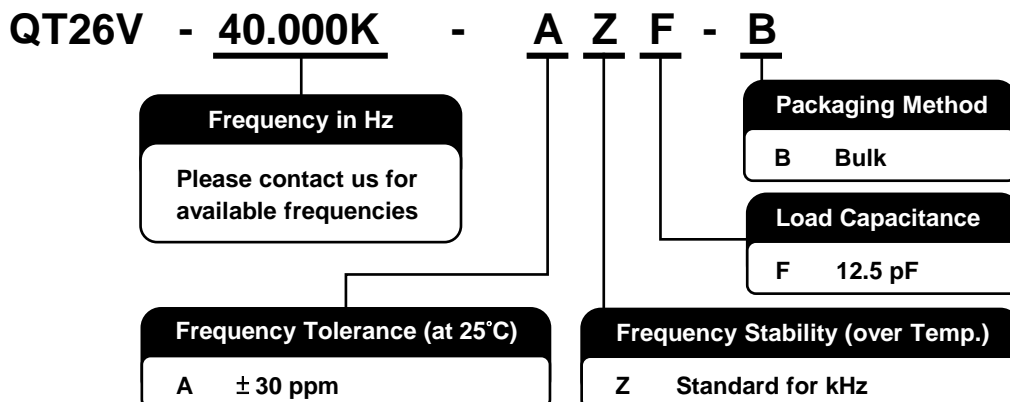 QT26V - 40.000K - A Z F - B
Frequency in Hz
Please contact us for
available frequencies
Packaging Method
B Bulk
Load Capacitance
F 12.5 pF
Frequency Tolerance (at 25˚C)
A ± 30 ppm
Frequency Stability (over Temp.)
Z Standard for kHz